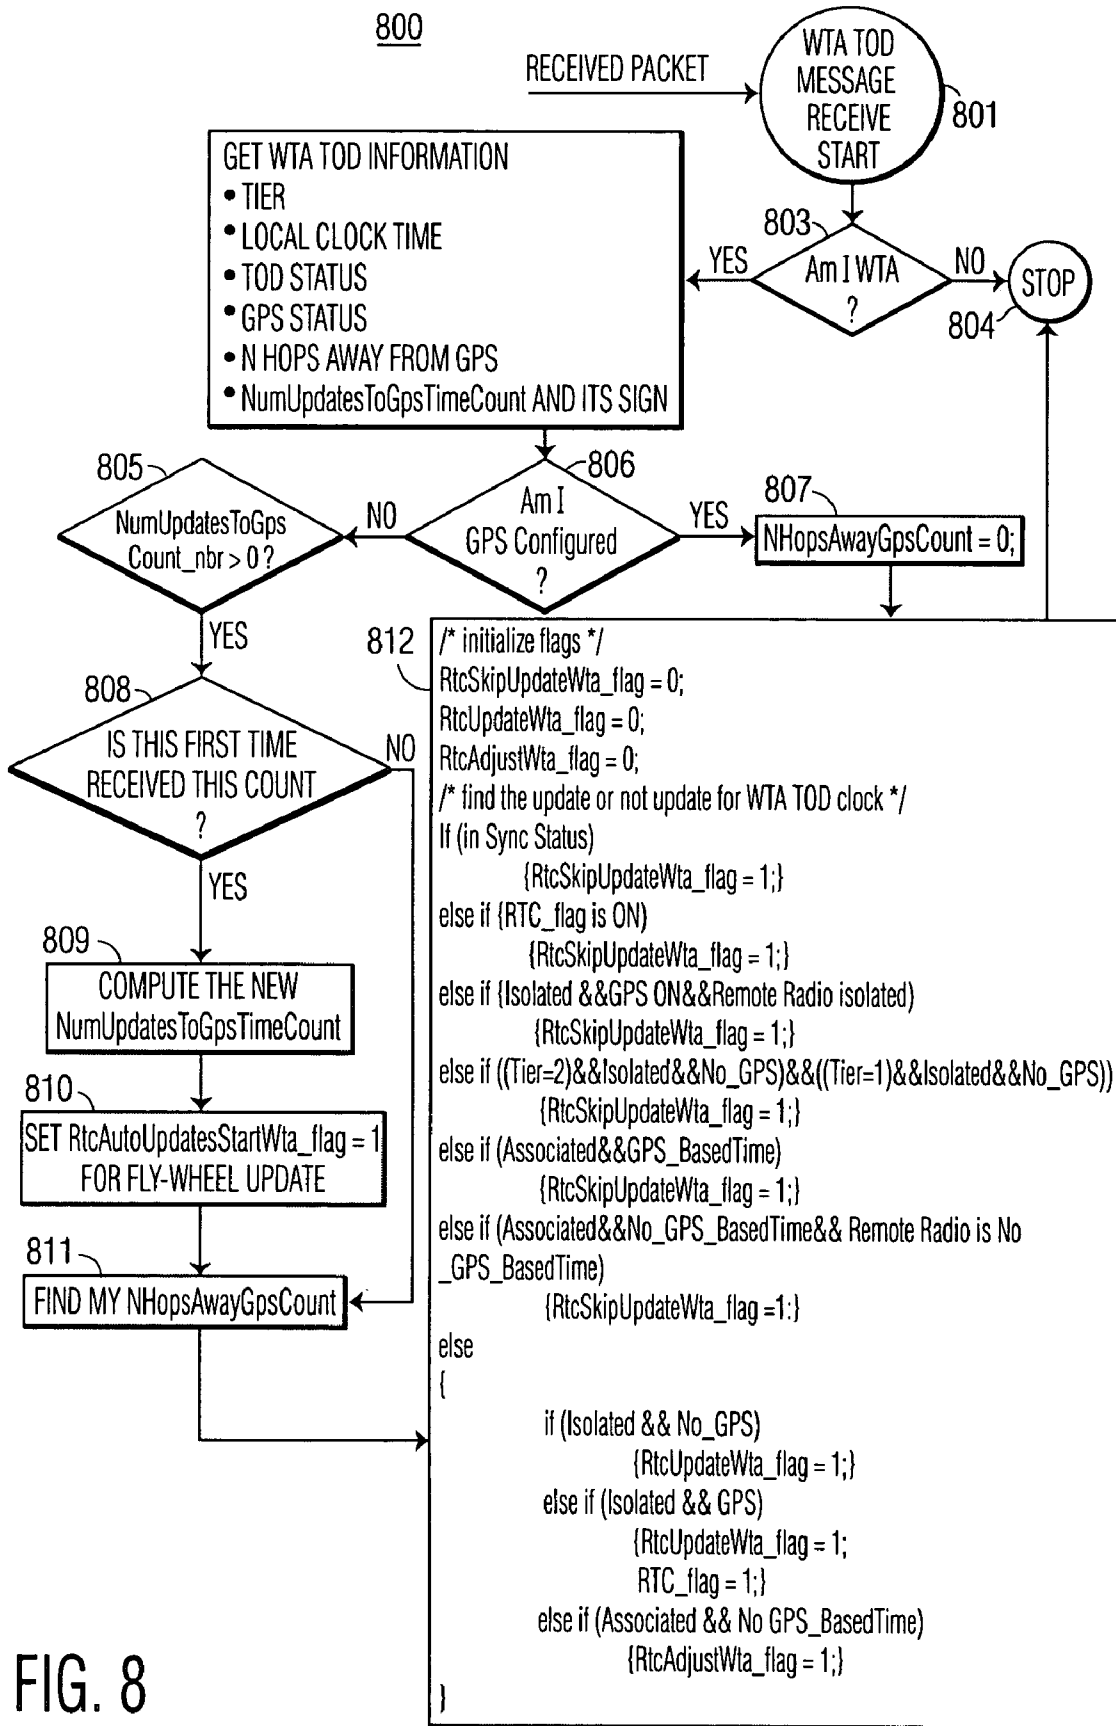 800
RECEIVED PACKET
WTA TOD
MESSAGE
RECEIVE
START
801
GET WTA TOD INFORMATION
• TIER
• LOCAL CLOCK TIME
• TOD STATUS
• GPS STATUS
• N HOPS AWAY FROM GPS
• NumUpdatesToGpsTimeCount AND ITS SIGN
803
YES
Am I WTA
?
NO
STOP
804
805
NumUpdatesToGps
Count_nbr > 0 ?
NO
806
Am I
GPS Configured
?
YES
807
NHopsAwayGpsCount = 0;
YES
808
IS THIS FIRST TIME
RECEIVED THIS COUNT
?
NO
YES
809
COMPUTE THE NEW
NumUpdatesToGpsTimeCount
810
SET RtcAutoUpdatesStartWta_flag = 1
FOR FLY-WHEEL UPDATE
811
FIND MY NHopsAwayGpsCount
812
/* initialize flags */
RtcSkipUpdateWta_flag = 0;
RtcUpdateWta_flag = 0;
RtcAdjustWta_flag = 0;
/* find the update or not update for WTA TOD clock */
If (in Sync Status)
{RtcSkipUpdateWta_flag = 1;}
else if {RTC_flag is ON)
{RtcSkipUpdateWta_flag = 1;}
else if {Isolated &&GPS ON&&Remote Radio isolated)
{RtcSkipUpdateWta_flag = 1;}
else if ((Tier=2)&&Isolated&&No_GPS)&&((Tier=1)&&Isolated&&No_GPS))
{RtcSkipUpdateWta_flag = 1;}
else if (Associated&&GPS_BasedTime)
{RtcSkipUpdateWta_flag = 1;}
else if (Associated&&No_GPS_BasedTime&& Remote Radio is No
_GPS_BasedTime)
{RtcSkipUpdateWta_flag =1:}
else
{
if (Isolated && No_GPS)
{RtcUpdateWta_flag = 1;}
else if (Isolated && GPS)
{RtcUpdateWta_flag = 1;
RTC_flag = 1;}
else if (Associated && No GPS_BasedTime)
{RtcAdjustWta_flag = 1;}
}
FIG. 8